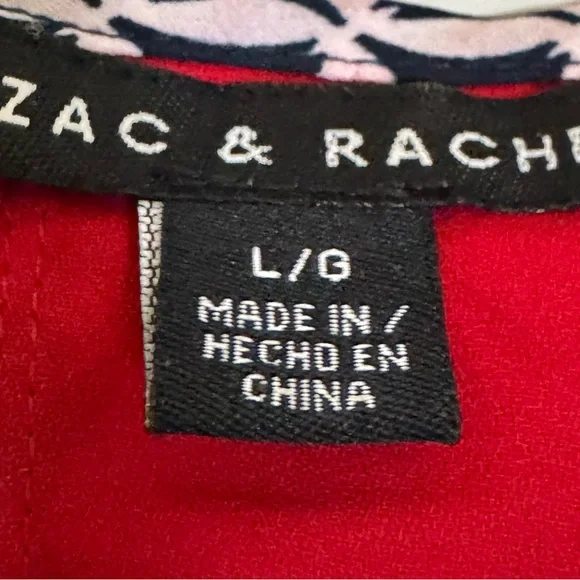 ZAC & RACHE
L/G
MADE IN/
HECHO EN
CHINA